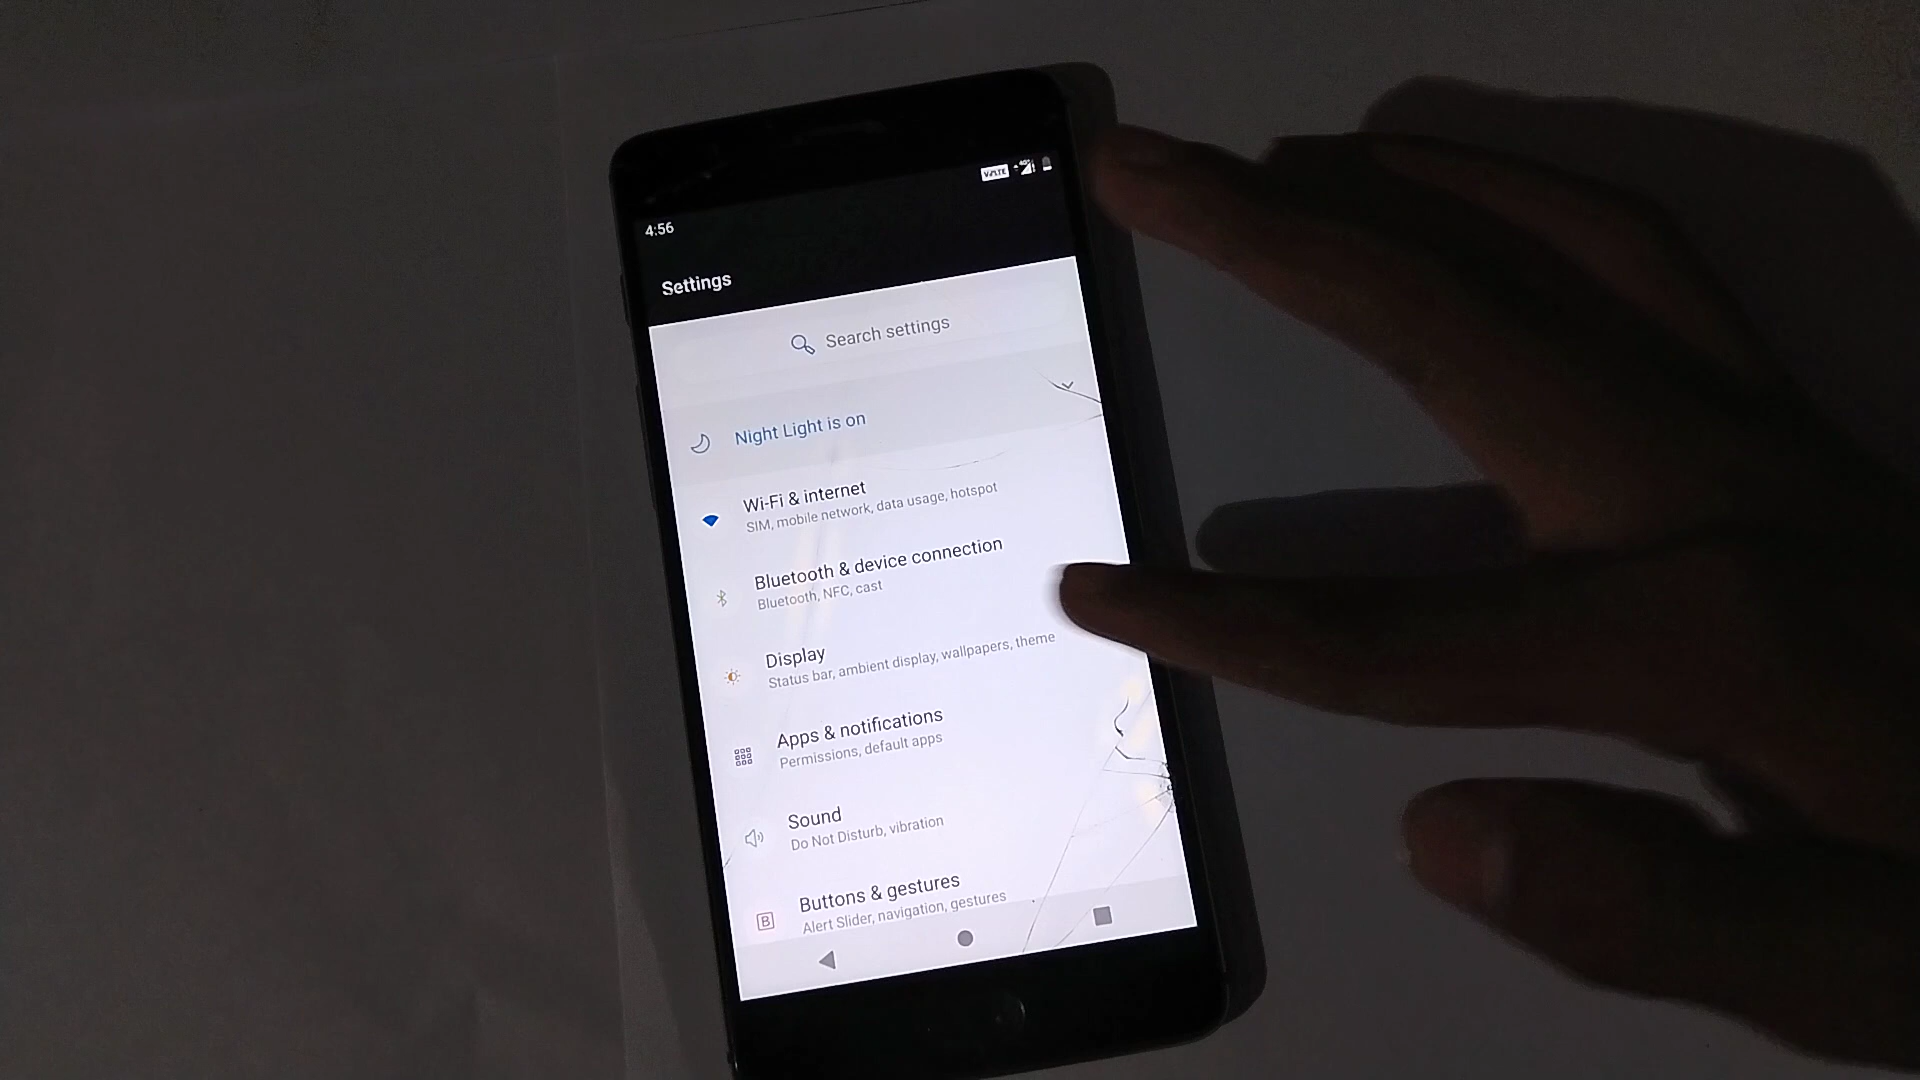 VoLTE 4G
4:56
Settings
Search settings
Night Light is on
Wi-Fi & internet
SIM, mobile network, data usage, hotspot
Bluetooth & device connection
Bluetooth, NFC, cast
Display
Status bar, ambient display, wallpapers, theme
Apps & notifications
Permissions, default apps
Sound
Do Not Disturb, vibration
B
Buttons & gestures
Alert Slider, navigation, gestures